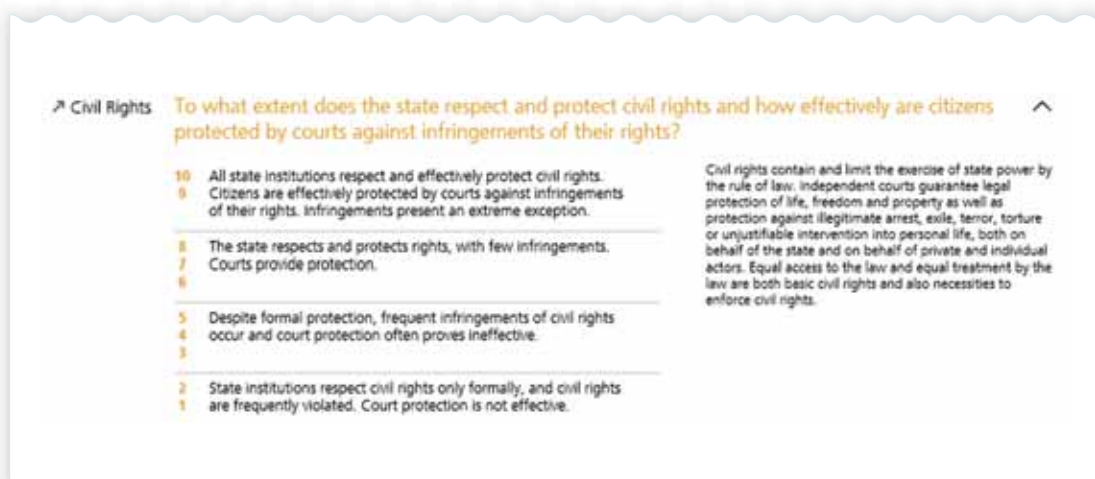 ↗ Civil Rights
To what extent does the state respect and protect civil rights and how effectively are citizens
protected by courts against infringements of their rights?
10 All state institutions respect and effectively protect civil rights.
9 Citizens are effectively protected by courts against infringements
of their rights. Infringements present an extreme exception.
8 The state respects and protects rights, with few infringements.
7 Courts provide protection.
6
5 Despite formal protection, frequent infringements of civil rights
4 occur and court protection often proves ineffective.
3
2 State institutions respect civil rights only formally, and civil rights
1 are frequently violated. Court protection is not effective.
Civil rights contain and limit the exercise of state power by
the rule of law. Independent courts guarantee legal
protection of life, freedom and property as well as
protection against illegitimate arrest, exile, terror, torture
or unjustifiable intervention into personal life, both on
behalf of the state and on behalf of private and individual
actors. Equal access to the law and equal treatment by the
law are both basic civil rights and also necessities to
enforce civil rights.